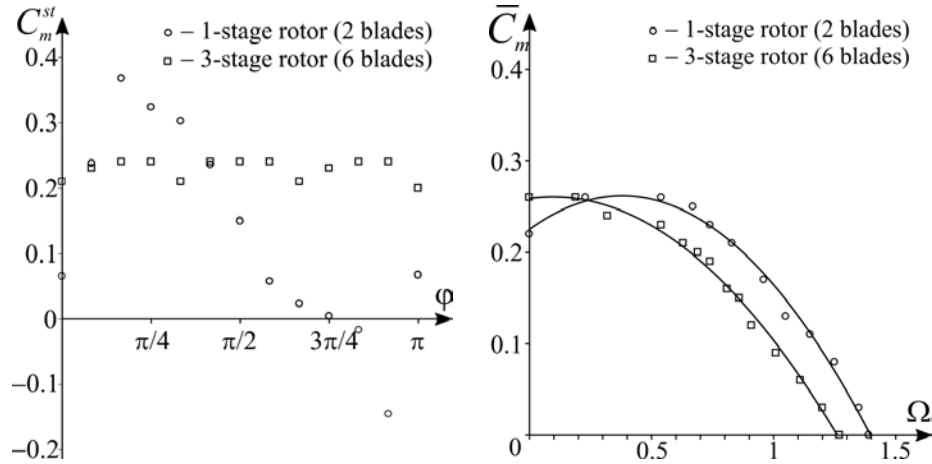 C_m^{st}
○ – 1-stage rotor (2 blades)
□ – 3-stage rotor (6 blades)
0.4
0.3
0.2
0.1
0
−0.1
−0.2
π/4
π/2
3π/4
π
φ
C̄_m
○ – 1-stage rotor (2 blades)
□ – 3-stage rotor (6 blades)
0.4
0.3
0.2
0.1
0
0.5
1
1.5
Ω